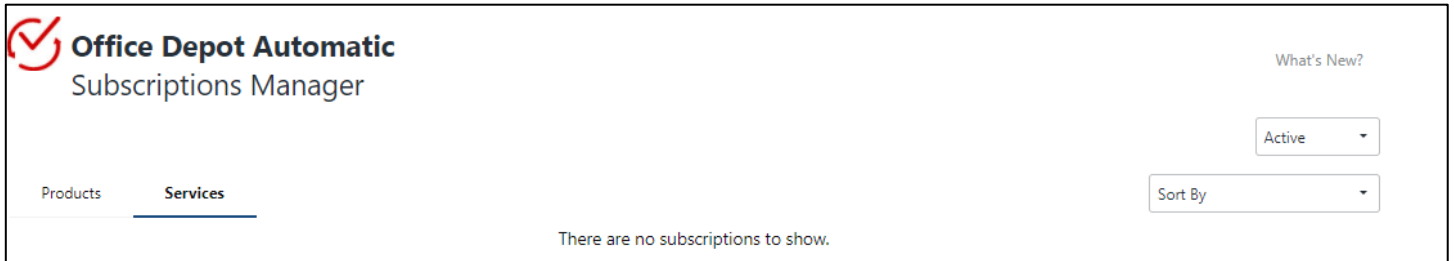 Office Depot Automatic
Subscriptions Manager
What's New?
Active
Products
Services
Sort By
There are no subscriptions to show.